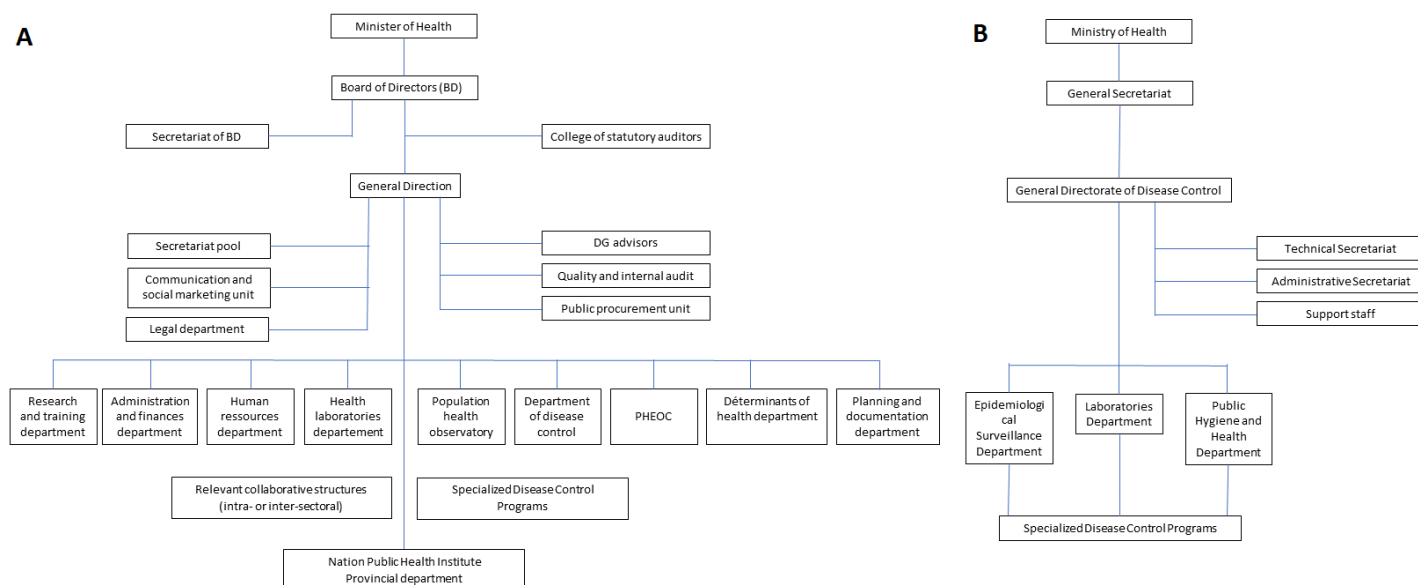 A
Minister of Health
Board of Directors (BD)
Secretariat of BD
College of statutory auditors
General Direction
Secretariat pool
Communication and
social marketing unit
Legal department
DG advisors
Quality and internal audit
Public procurement unit
Research
and training
department
Administration
and finances
department
Human
ressources
department
Health
laboratories
departement
Population
health
observatory
Department
of disease
control
PHEOC
Déterminants of
health department
Planning and
documentation
department
Relevant collaborative structures
(intra- or inter-sectoral)
Specialized Disease Control
Programs
Nation Public Health Institute
Provincial department
B
Ministry of Health
General Secretariat
General Directorate of Disease Control
Technical Secretariat
Administrative Secretariat
Support staff
Epidemiologi
cal
Surveillance
Department
Laboratories
Department
Public
Hygiene and
Health
Department
Specialized Disease Control Programs